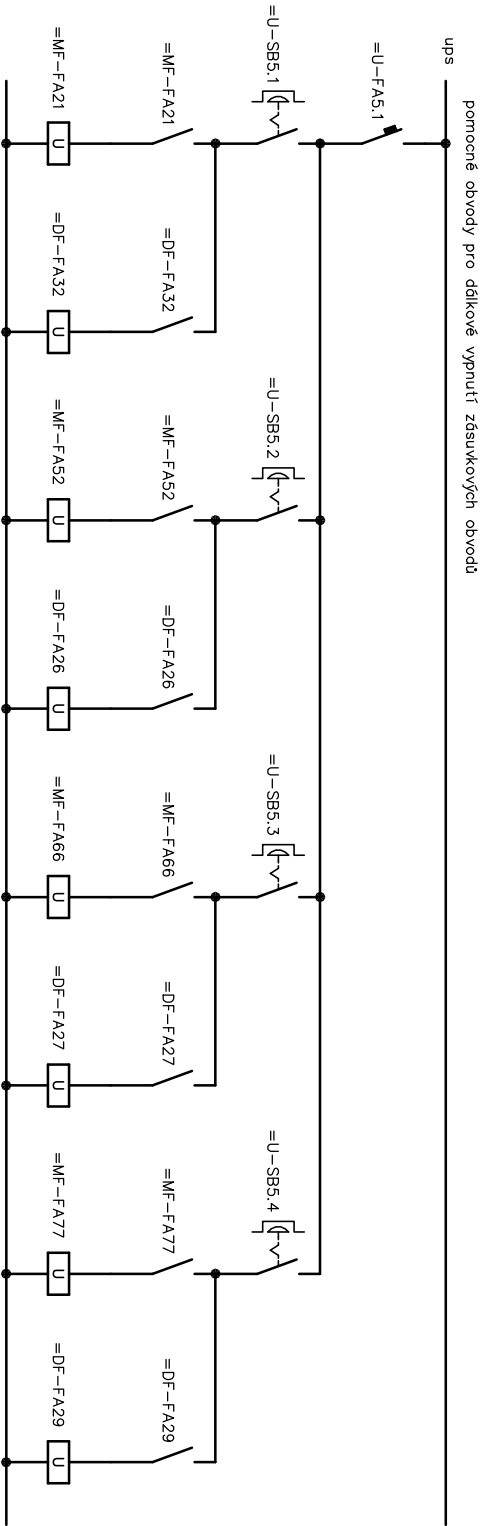 pomocné obvody pro dálkové vypnutí zásuvkových obvodů
ups
=U-FA5.1
=U-SB5.1
=U-SB5.2
=U-SB5.3
=U-SB5.4
=MF-FA21
=DF-FA32
=MF-FA52
=DF-FA26
=MF-FA66
=DF-FA27
=MF-FA77
=DF-FA29
=MF-FA21
=DF-FA32
=MF-FA52
=DF-FA26
=MF-FA66
=DF-FA27
=MF-FA77
=DF-FA29
U
U
U
U
U
U
U
U